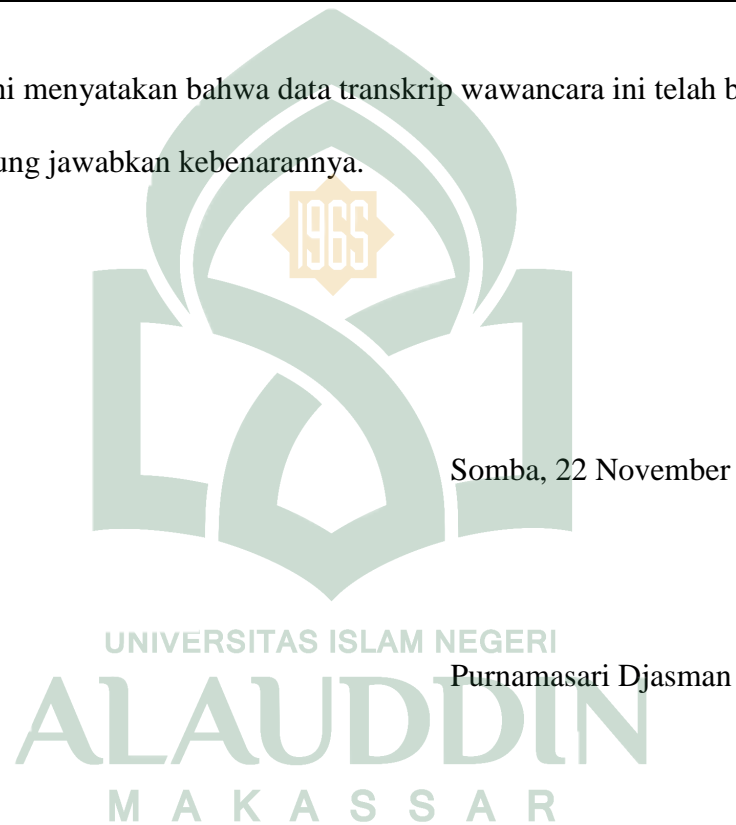 ni menyatakan bahwa data transkrip wawancara ini telah b
ung jawabkan kebenarannya.
1965
Somba, 22 November
UNIVERSITAS ISLAM NEGERI
Purnamasari Djasman
ALAUDDIN
MAKASSAR